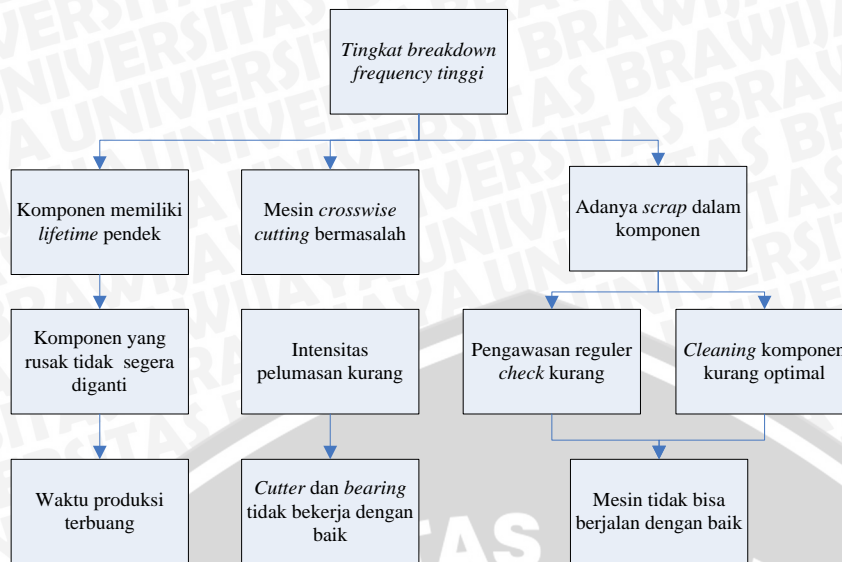 Tingkat breakdown
frequency tinggi
Komponen memiliki
lifetime pendek
Mesin crosswise
cutting bermasalah
Adanya scrap dalam
komponen
Komponen yang
rusak tidak segera
diganti
Intensitas
pelumasan kurang
Pengawasan reguler
check kurang
Cleaning komponen
kurang optimal
Waktu produksi
terbuang
Cutter dan bearing
tidak bekerja dengan
baik
Mesin tidak bisa
berjalan dengan baik